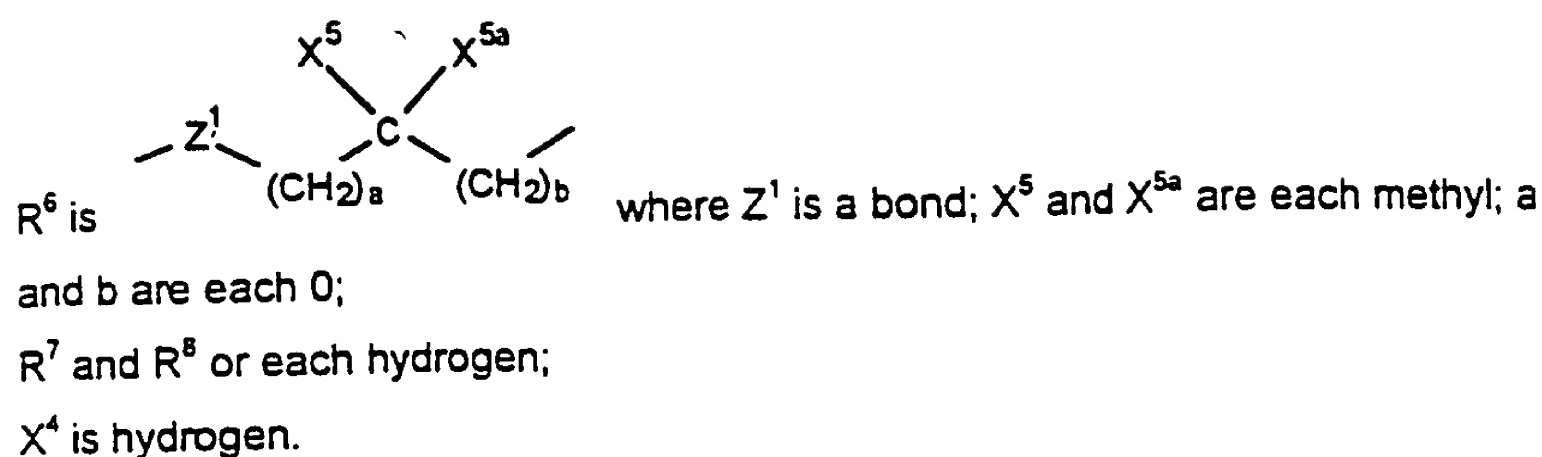 X⁵ X⁵ᵃ
Z¹ C
(CH₂)ₐ (CH₂)b
R⁶ is where Z¹ is a bond; X⁵ and X⁵ᵃ are each methyl; a
and b are each 0;
R⁷ and R⁸ or each hydrogen;
X⁴ is hydrogen.